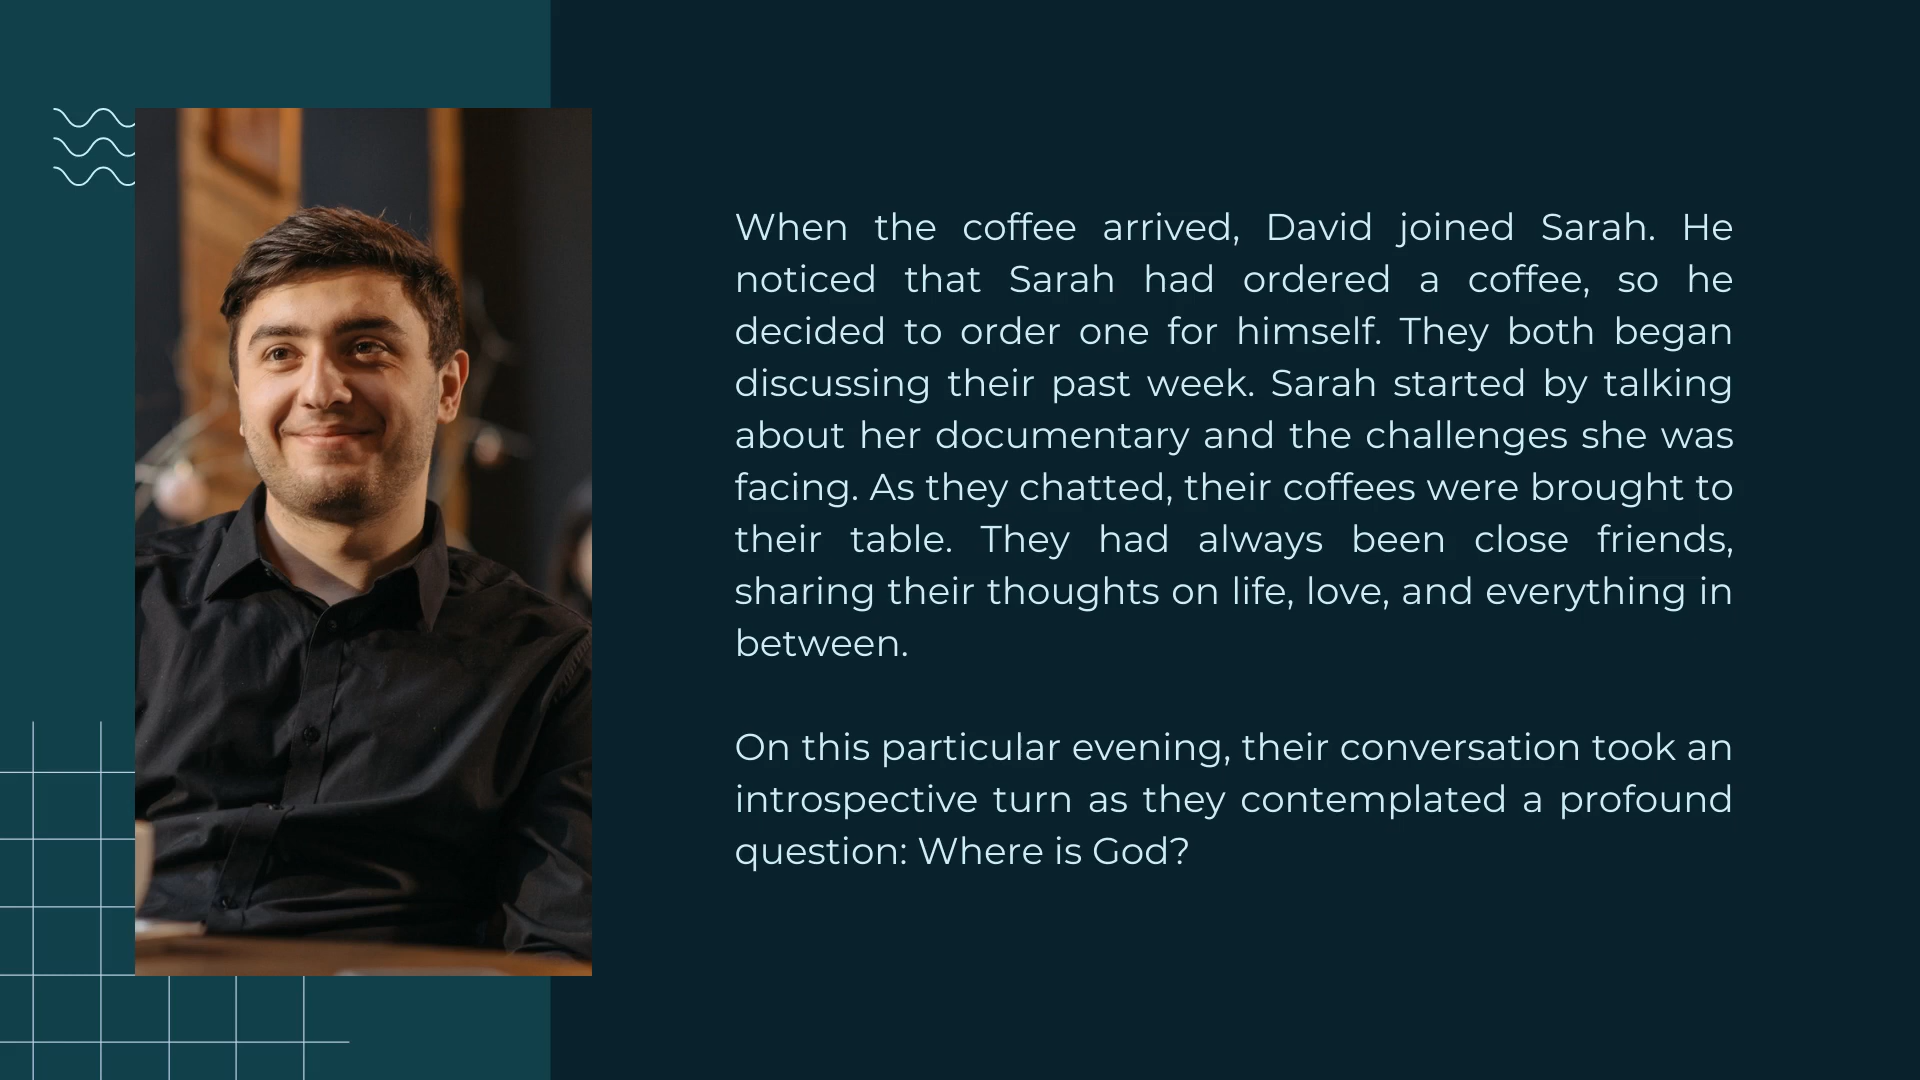 When the coffee arrived, David joined Sarah. He
noticed that Sarah had ordered a coffee, so he
decided to order one for himself. They both began
discussing their past week. Sarah started by talking
about her documentary and the challenges she was
facing. As they chatted, their coffees were brought to
their table. They had always been close friends,
sharing their thoughts on life, love, and everything in
between.
On this particular evening, their conversation took an
introspective turn as they contemplated a profound
question: Where is God?